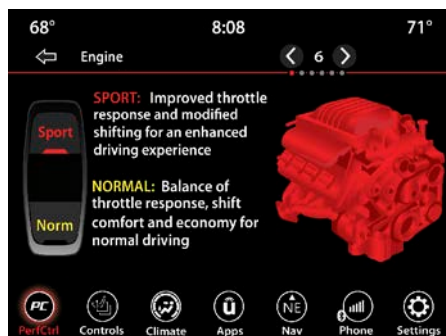 68° 8:08 71°
Engine 6
SPORT: Improved throttle
response and modified
shifting for an enhanced
driving experience
Sport
NORMAL: Balance of
throttle response, shift
comfort and economy for
normal driving
Norm
PC û NE
PerfCtrl Controls Climate Apps Nav Phone Settings